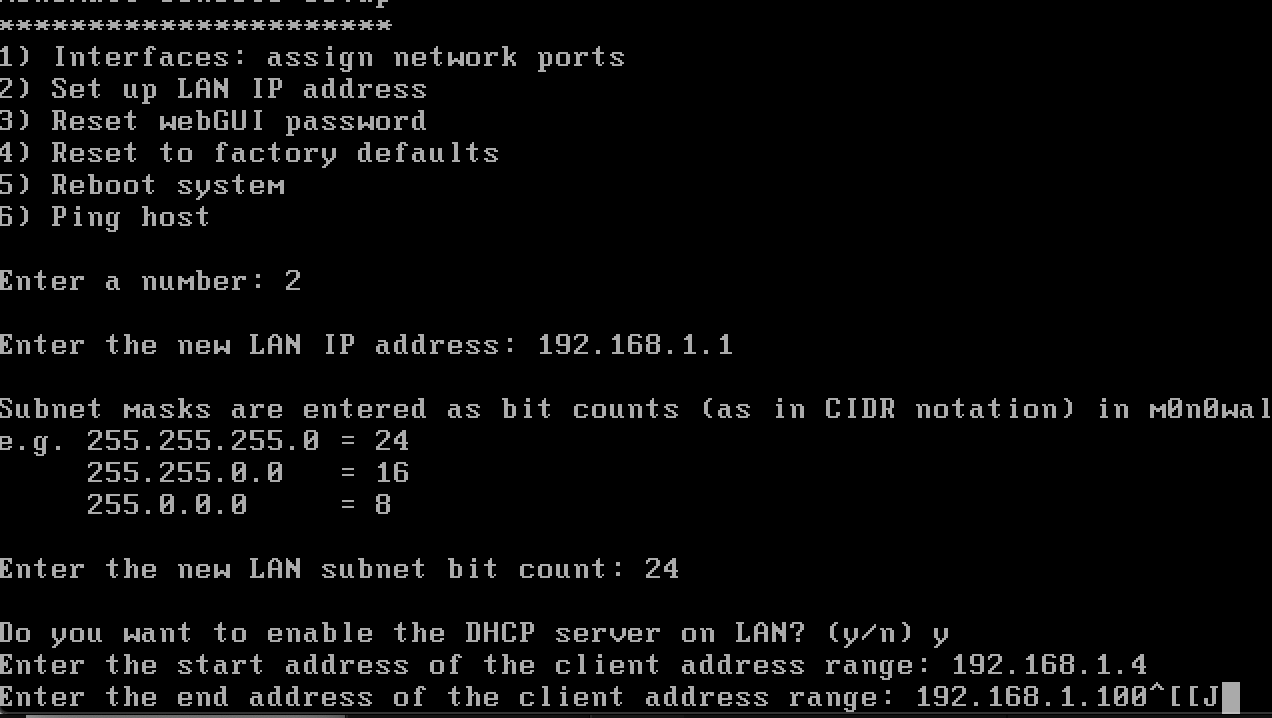 **********************
1) Interfaces: assign network ports
2) Set up LAN IP address
3) Reset webGUI password
4) Reset to factory defaults
5) Reboot system
6) Ping host
Enter a number: 2
Enter the new LAN IP address: 192.168.1.1
Subnet masks are entered as bit counts (as in CIDR notation) in m0n0wal
e.g. 255.255.255.0 = 24
255.255.0.0 = 16
255.0.0.0 = 8
Enter the new LAN subnet bit count: 24
Do you want to enable the DHCP server on LAN? (y/n) y
Enter the start address of the client address range: 192.168.1.4
Enter the end address of the client address range: 192.168.1.100^[[J